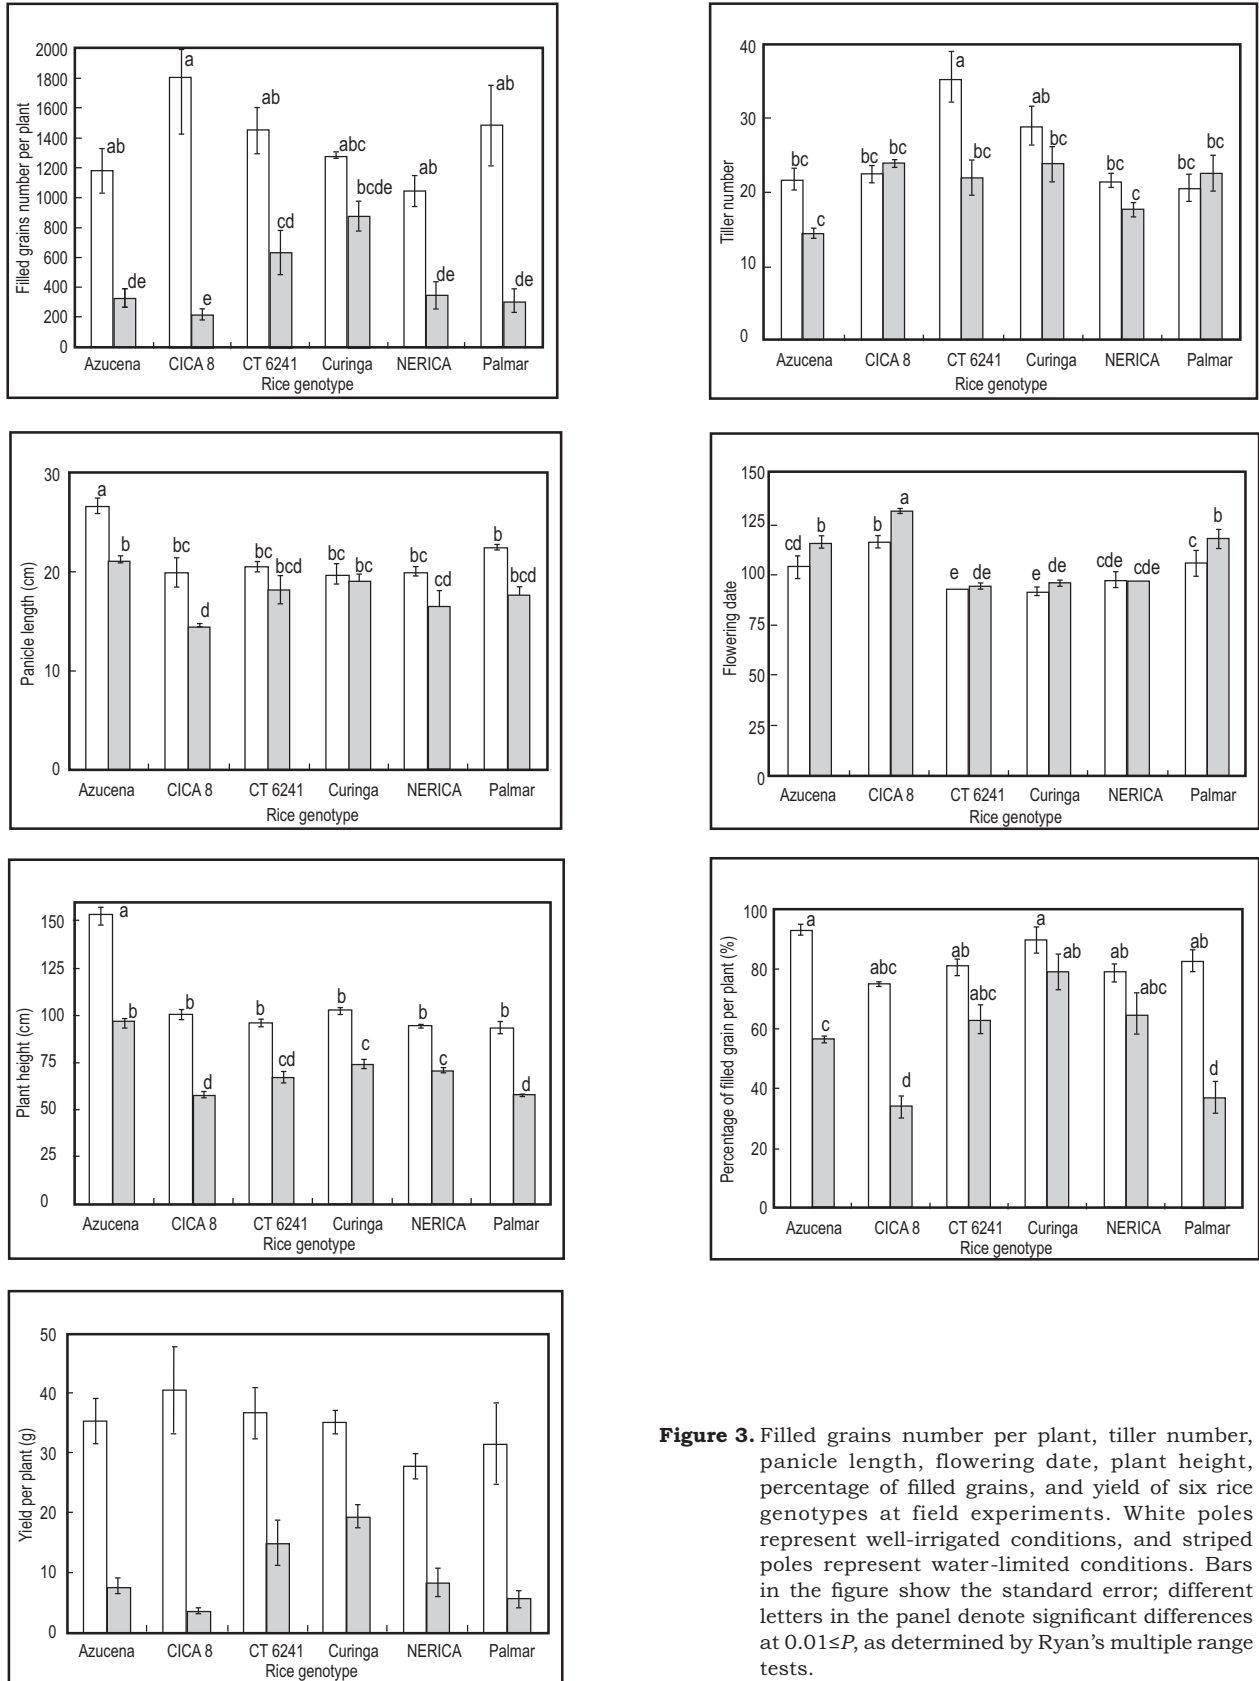 Filled grains number per plant
2000
1800
1600
1400
1200
1000
800
600
400
200
0
ab
de
a
e
ab
cd
abc
bcde
ab
de
ab
de
Azucena CICA 8 CT 6241 Curinga NERICA Palmar
Rice genotype
Tiller number
40
30
20
10
0
bc
c
bc
bc
a
bc
ab
bc
bc
c
bc
bc
Azucena CICA 8 CT 6241 Curinga NERICA Palmar
Rice genotype
Panicle length (cm)
30
20
10
0
a
b
bc
d
bc
bcd
bc
bc
bc
cd
b
bcd
Azucena CICA 8 CT 6241 Curinga NERICA Palmar
Rice genotype
Flowering date
150
125
100
75
50
25
0
cd
b
b
a
e
de
e
de
cde
cde
c
b
Azucena CICA 8 CT 6241 Curinga NERICA Palmar
Rice genotype
Plant height (cm)
150
125
100
75
50
25
0
a
b
b
d
b
cd
b
c
b
c
b
d
Azucena CICA 8 CT 6241 Curinga NERICA Palmar
Rice genotype
Percentage of filled grain per plant (%)
100
80
60
40
20
0
a
c
abc
d
ab
abc
a
ab
ab
abc
ab
d
Azucena CICA 8 CT 6241 Curinga NERICA Palmar
Rice genotype
Yield per plant (g)
50
40
30
20
10
0
Azucena CICA 8 CT 6241 Curinga NERICA Palmar
Rice genotype
Figure 3. Filled grains number per plant, tiller number,
panicle length, flowering date, plant height,
percentage of filled grains, and yield of six rice
genotypes at field experiments. White poles
represent well-irrigated conditions, and striped
poles represent water-limited conditions. Bars
in the figure show the standard error; different
letters in the panel denote significant differences
at 0.01≤P, as determined by Ryan's multiple range
tests.